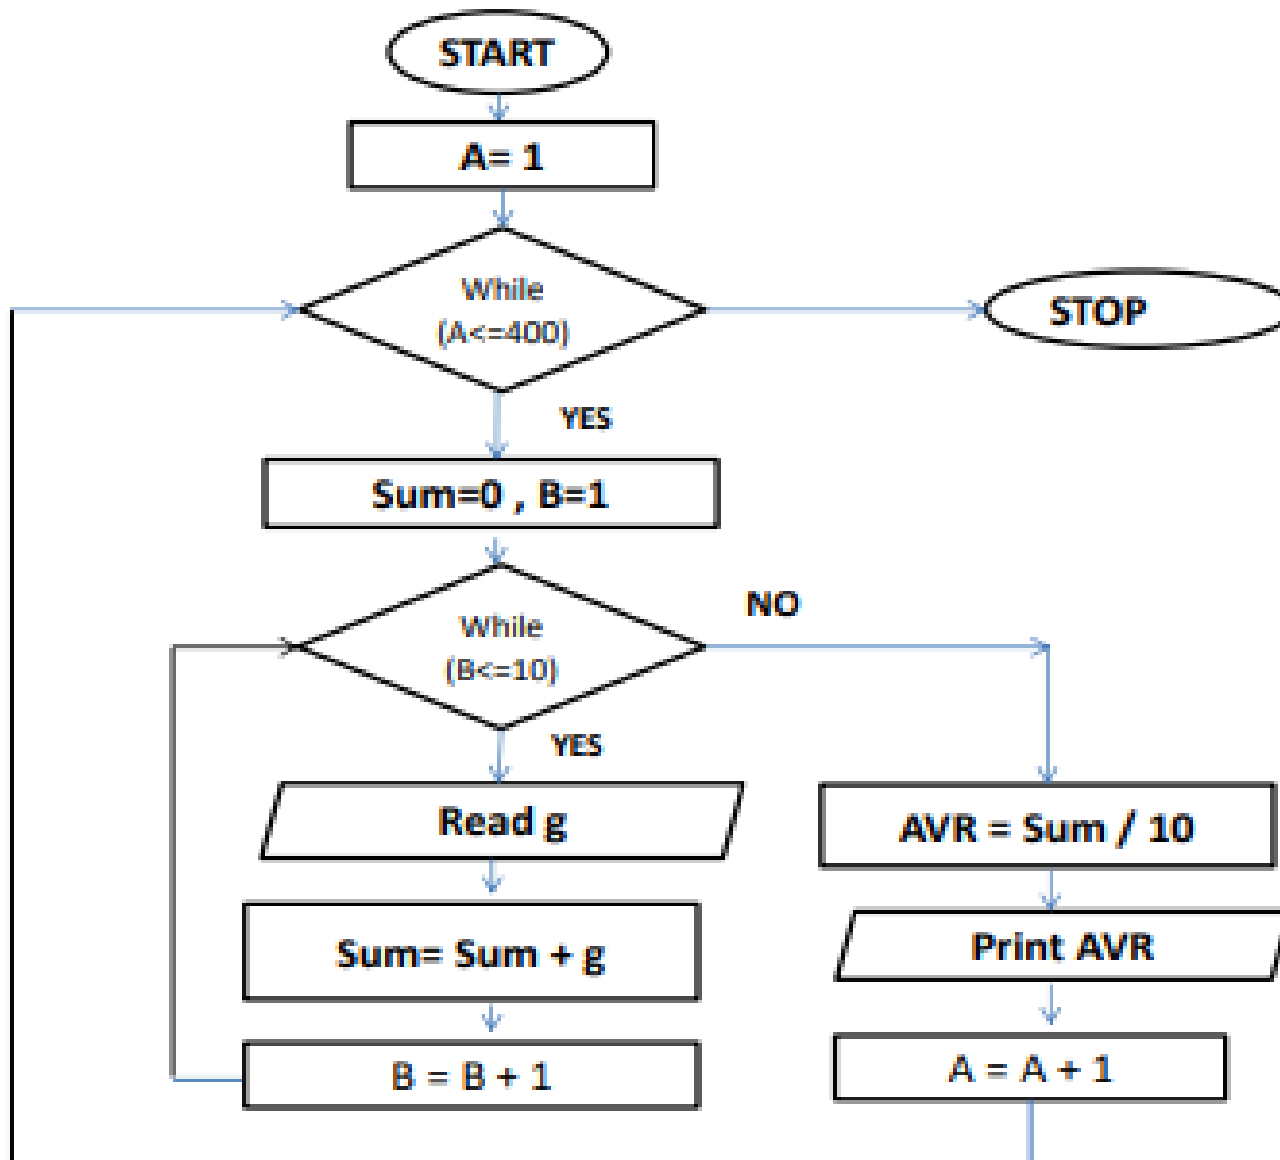 START
A= 1
While
(A<=400)
STOP
YES
Sum=0 , B=1
While
(B<=10)
NO
YES
Read g
Sum= Sum + g
B = B + 1
AVR = Sum / 10
Print AVR
A = A + 1